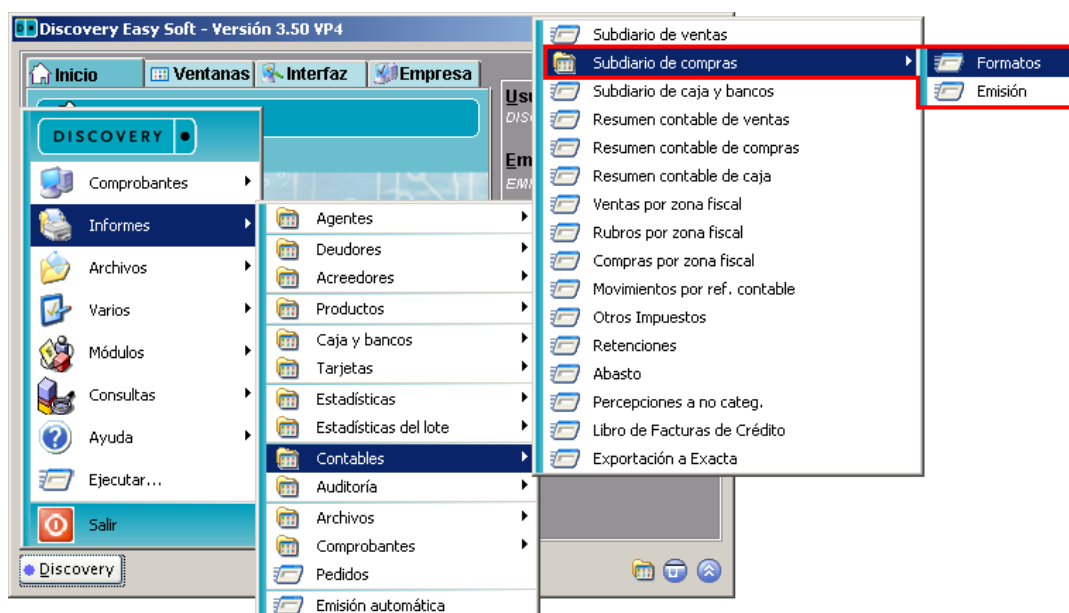 Discovery Easy Soft - Versión 3.50 VP4
Inicio
Ventanas
Interfaz
Empresa
DISCOVERY
Comprobantes
Informes
Archivos
Varios
Módulos
Consultas
Ayuda
Ejecutar...
Salir
Discovery
Agentes
Deudores
Acreedores
Productos
Caja y bancos
Tarjetas
Estadísticas
Estadísticas del lote
Contables
Auditoría
Archivos
Comprobantes
Pedidos
Emisión automática
Subdiario de ventas
Subdiario de compras
Subdiario de caja y bancos
Resumen contable de ventas
Resumen contable de compras
Resumen contable de caja
Ventas por zona fiscal
Rubros por zona fiscal
Compras por zona fiscal
Movimientos por ref. contable
Otros Impuestos
Retenciones
Abasto
Percepciones a no categ.
Libro de Facturas de Crédito
Exportación a Exacta
Formatos
Emisión